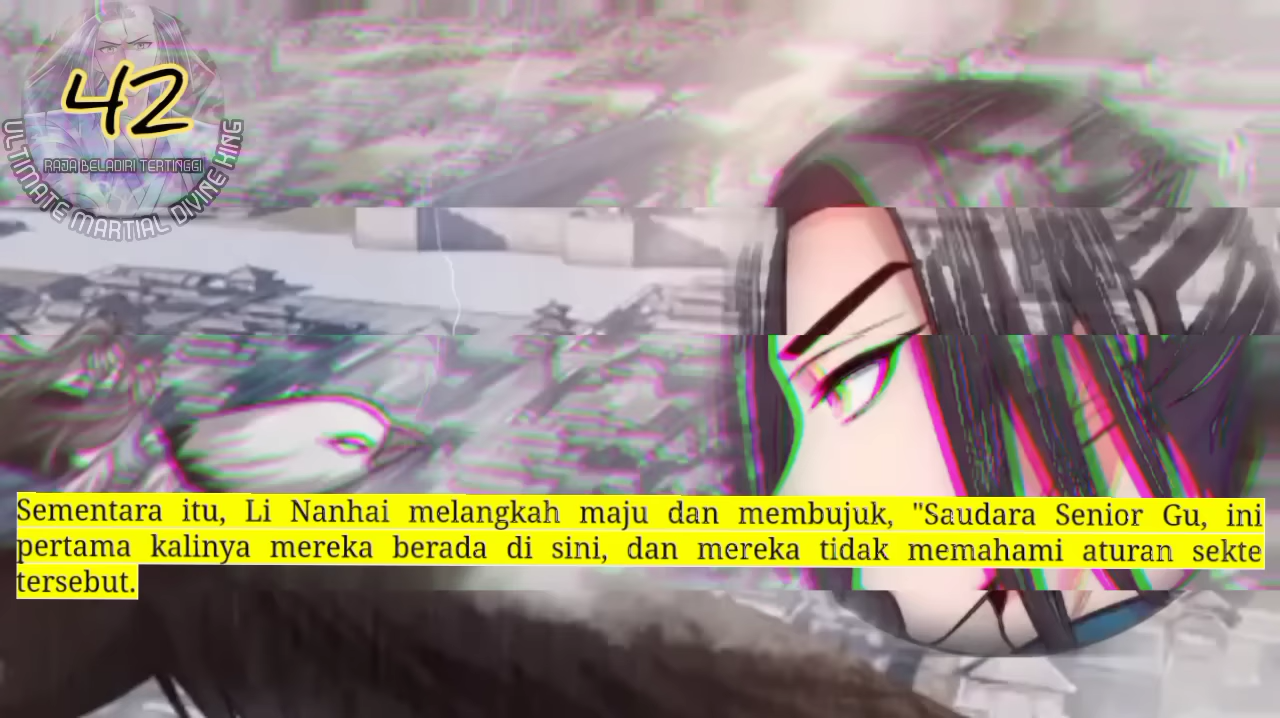 42
RAJA BELADIRI TERTINGGI
ULTIMATE MARTIAL DIVINE KING
Sementara itu, Li Nanhai melangkah maju dan membujuk, "Saudara Senior Gu, ini
pertama kalinya mereka berada di sini, dan mereka tidak memahami aturan sekte
tersebut.